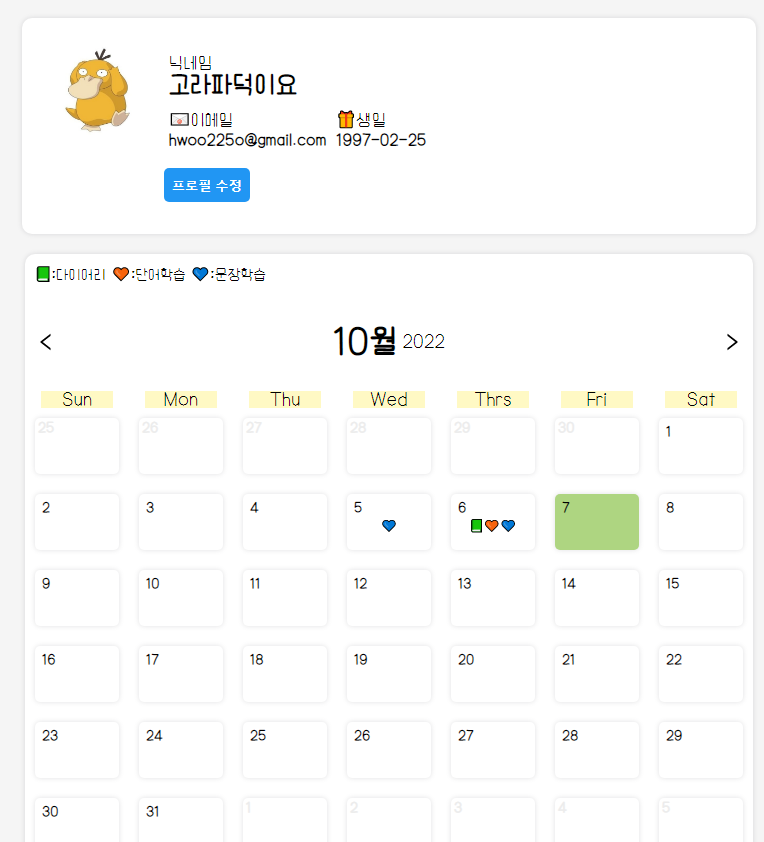 닉네임
고라파덕이요
이메일 생일
hwoo225o@gmail.com 1997-02-25
프로필 수정
:다이어리 :단어학습 :문장학습
< 10월 2022 >
Sun Mon Thu Wed Thrs Fri Sat
25 26 27 28 29 30 1
2 3 4 5 6 7 8
9 10 11 12 13 14 15
16 17 18 19 20 21 22
23 24 25 26 27 28 29
30 31 1 2 3 4 5